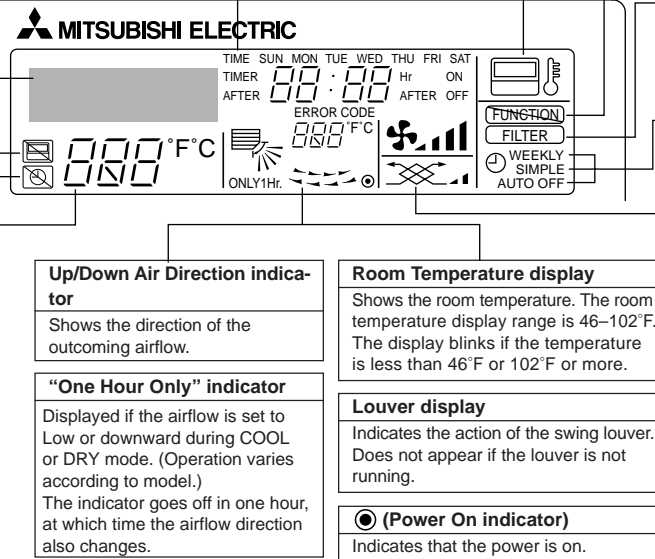 MITSUBISHI ELECTRIC
TIME SUN MON TUE WED THU FRI SAT
TIMER 88:88 Hr ON
AFTER AFTER OFF
ERROR CODE
888 °F°C
888 °F°C
ONLY1Hr.
FUNCTION
FILTER
WEEKLY
SIMPLE
AUTO OFF
Up/Down Air Direction indica-
tor
Shows the direction of the
outcoming airflow.
“One Hour Only” indicator
Displayed if the airflow is set to
Low or downward during COOL
or DRY mode. (Operation varies
according to model.)
The indicator goes off in one hour,
at which time the airflow direction
also changes.
Room Temperature display
Shows the room temperature. The room
temperature display range is 46–102°F.
The display blinks if the temperature
is less than 46°F or 102°F or more.
Louver display
Indicates the action of the swing louver.
Does not appear if the louver is not
running.
(Power On indicator)
Indicates that the power is on.